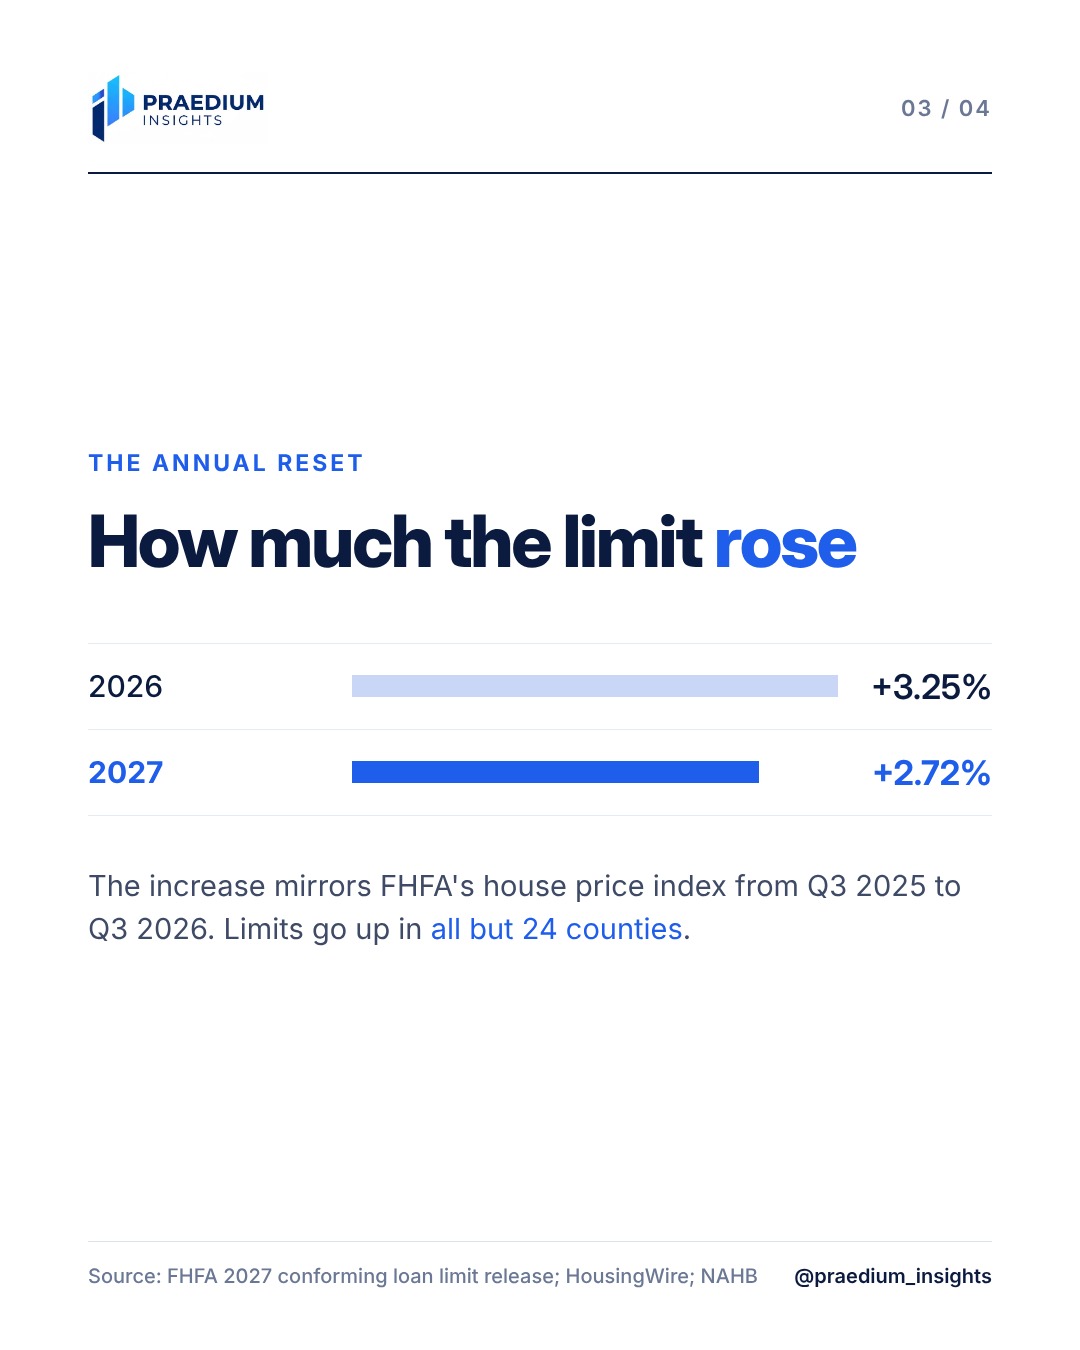 PRAEDIUM
INSIGHTS
03 / 04
THE ANNUAL RESET
How much the limit rose
2026 +3.25%
2027 +2.72%
The increase mirrors FHFA's house price index from Q3 2025 to
Q3 2026. Limits go up in all but 24 counties.
Source: FHFA 2027 conforming loan limit release; HousingWire; NAHB @praedium_insights